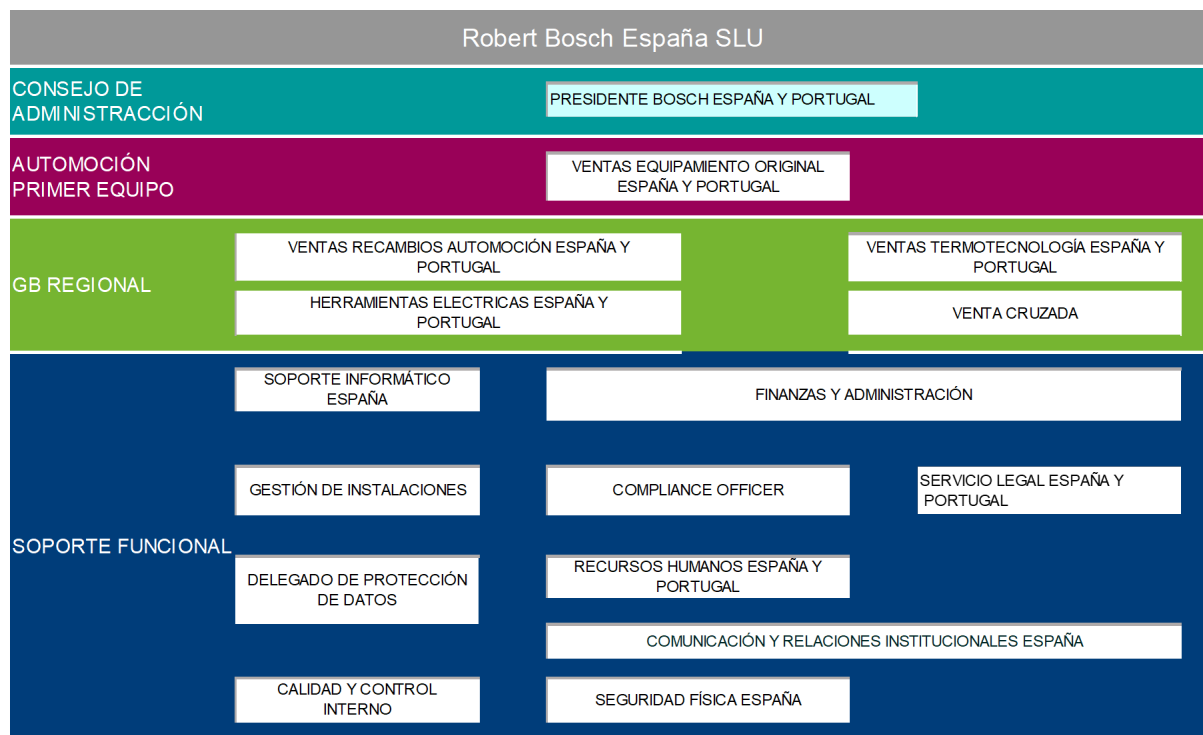 Robert Bosch España SLU
CONSEJO DE
ADMINISTRACCIÓN
PRESIDENTE BOSCH ESPAÑA Y PORTUGAL
AUTOMOCIÓN
PRIMER EQUIPO
VENTAS EQUIPAMIENTO ORIGINAL
ESPAÑA Y PORTUGAL
GB REGIONAL
VENTAS RECAMBIOS AUTOMOCIÓN ESPAÑA Y
PORTUGAL
VENTAS TERMOTECNOLOGÍA ESPAÑA Y
PORTUGAL
HERRAMIENTAS ELECTRICAS ESPAÑA Y
PORTUGAL
VENTA CRUZADA
SOPORTE FUNCIONAL
SOPORTE INFORMÁTICO
ESPAÑA
FINANZAS Y ADMINISTRACIÓN
GESTIÓN DE INSTALACIONES
COMPLIANCE OFFICER
SERVICIO LEGAL ESPAÑA Y
PORTUGAL
DELEGADO DE PROTECCIÓN
DE DATOS
RECURSOS HUMANOS ESPAÑA Y
PORTUGAL
COMUNICACIÓN Y RELACIONES INSTITUCIONALES ESPAÑA
CALIDAD Y CONTROL
INTERNO
SEGURIDAD FÍSICA ESPAÑA